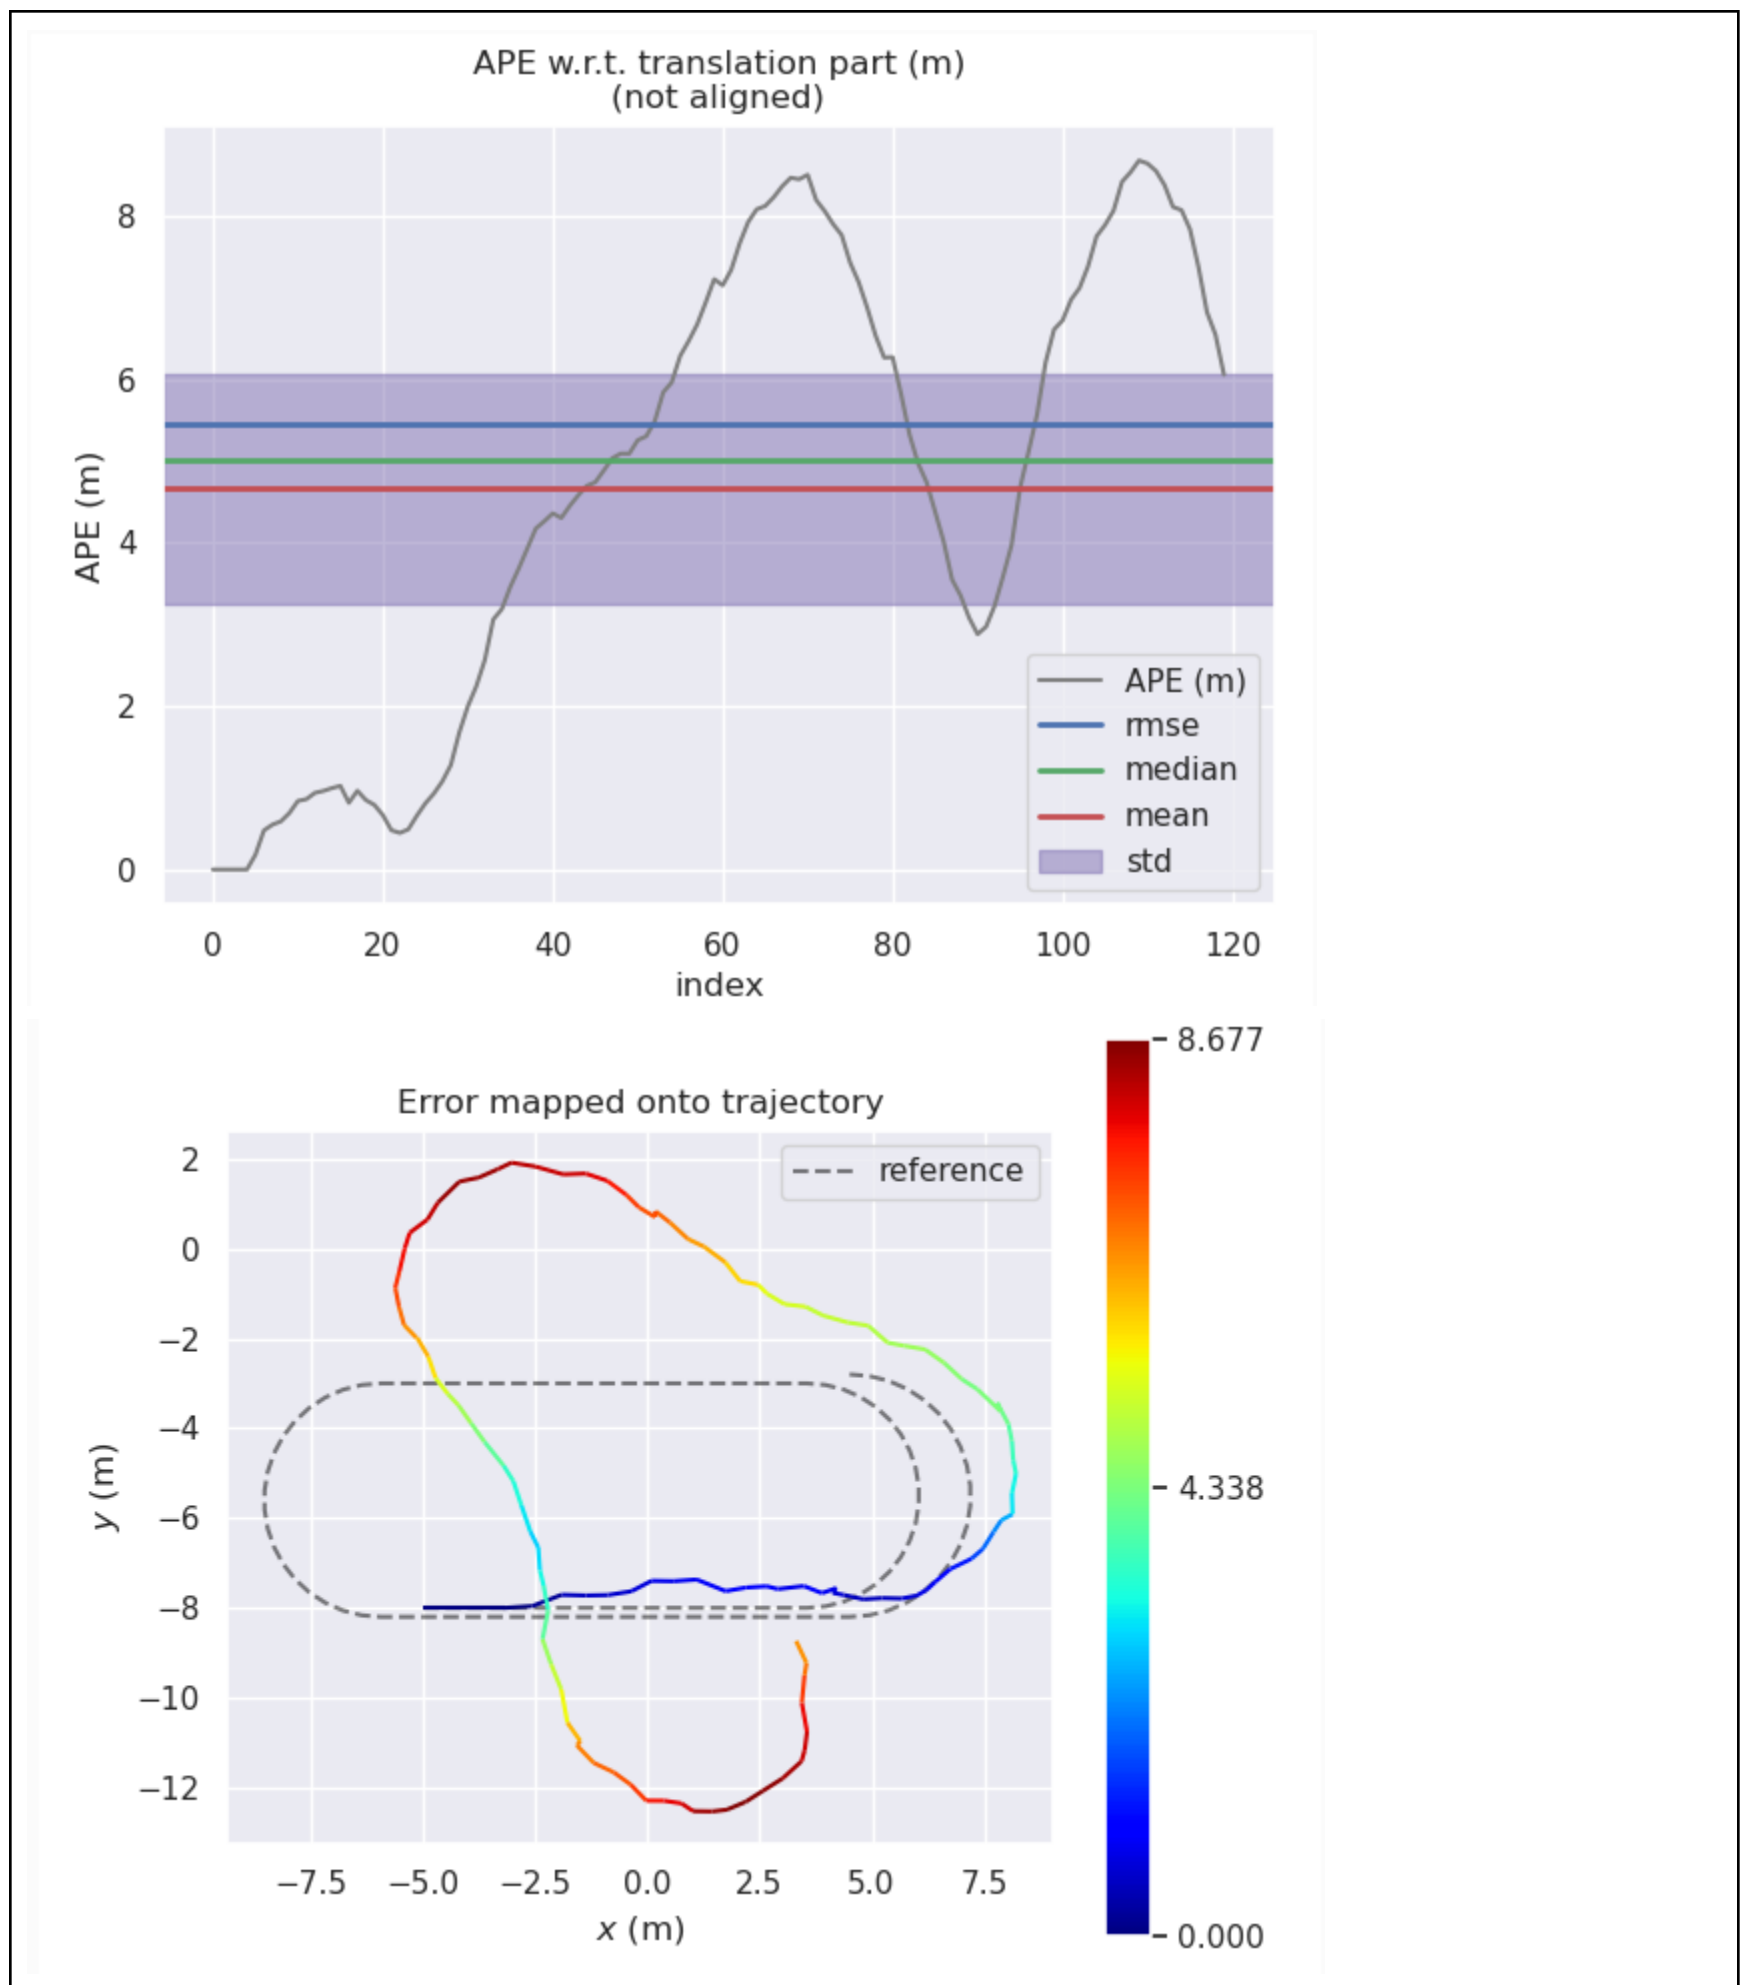 APE w.r.t. translation part (m)
(not aligned)
8
6
4
2
0
APE (m)
APE (m)
rmse
median
mean
std
0 20 40 60 80 100 120
index
8.677
4.338
0.000
Error mapped onto trajectory
reference
2
0
−2
−4
−6
−8
−10
−12
y (m)
−7.5 −5.0 −2.5 0.0 2.5 5.0 7.5
x (m)